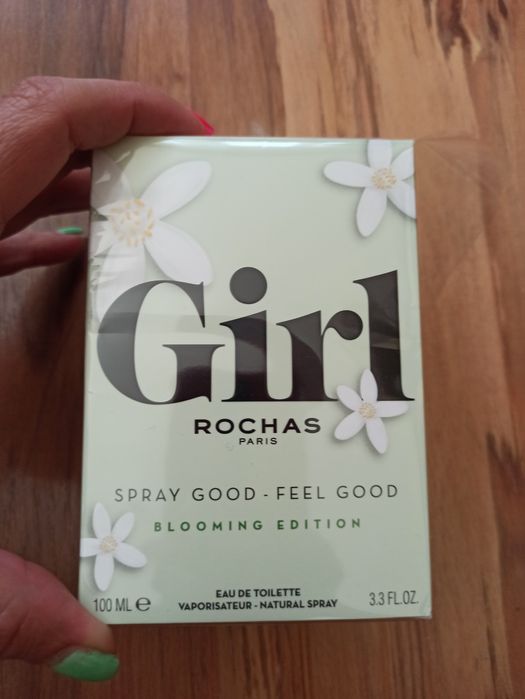 Girl
ROCHAS
PARIS
SPRAY GOOD - FEEL GOOD
BLOOMING EDITION
EAU DE TOILETTE
100 ML ℮ VAPORISATEUR - NATURAL SPRAY 3.3 FL.OZ.